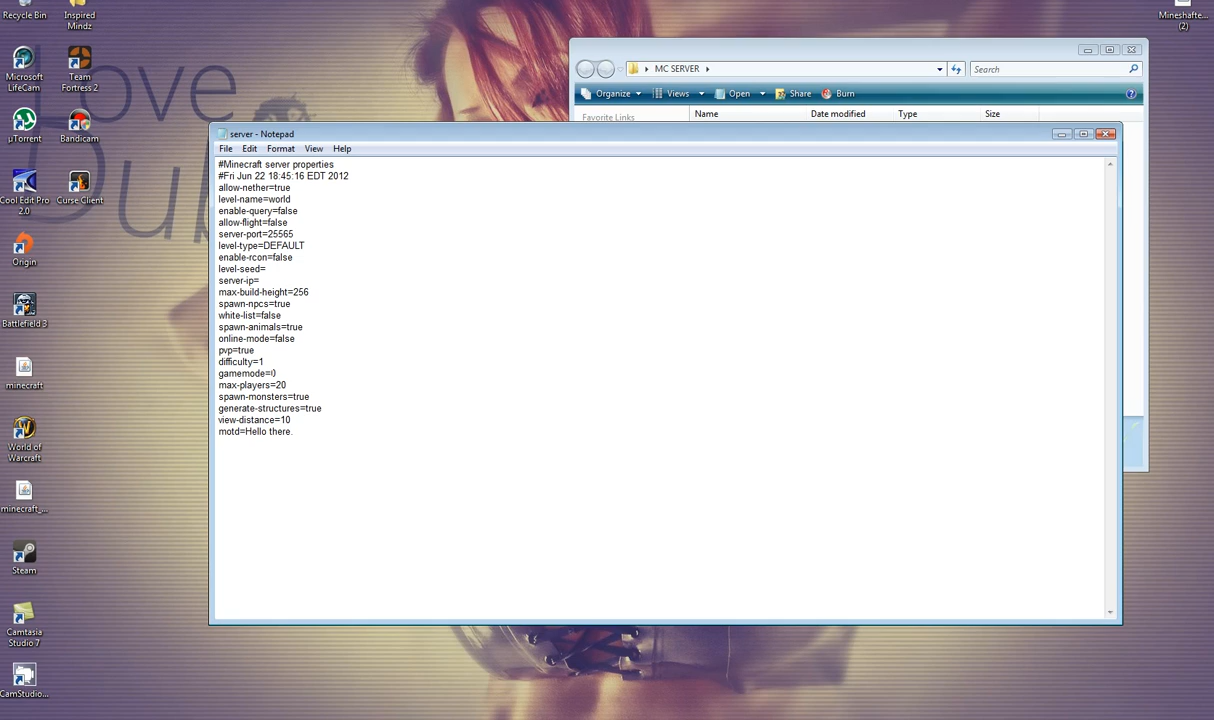 Recycle Bin
Inspired
Mindz
Mineshafte...
(2)
Microsoft
LifeCam
Team
Fortress 2
µTorrent
Bandicam
Cool Edit Pro
2.0
Curse Client
Origin
Battlefield 3
minecraft
World of
Warcraft
minecraft_...
Steam
Camtasia
Studio 7
CamStudio...
Love
Dub
MC SERVER
Search
Organize Views Open Share Burn
Favorite Links Name Date modified Type Size
server - Notepad
File Edit Format View Help
#Minecraft server properties
#Fri Jun 22 18:45:16 EDT 2012
allow-nether=true
level-name=world
enable-query=false
allow-flight=false
server-port=25565
level-type=DEFAULT
enable-rcon=false
level-seed=
server-ip=
max-build-height=256
spawn-npcs=true
white-list=false
spawn-animals=true
online-mode=false
pvp=true
difficulty=1
gamemode=0
max-players=20
spawn-monsters=true
generate-structures=true
view-distance=10
motd=Hello there.